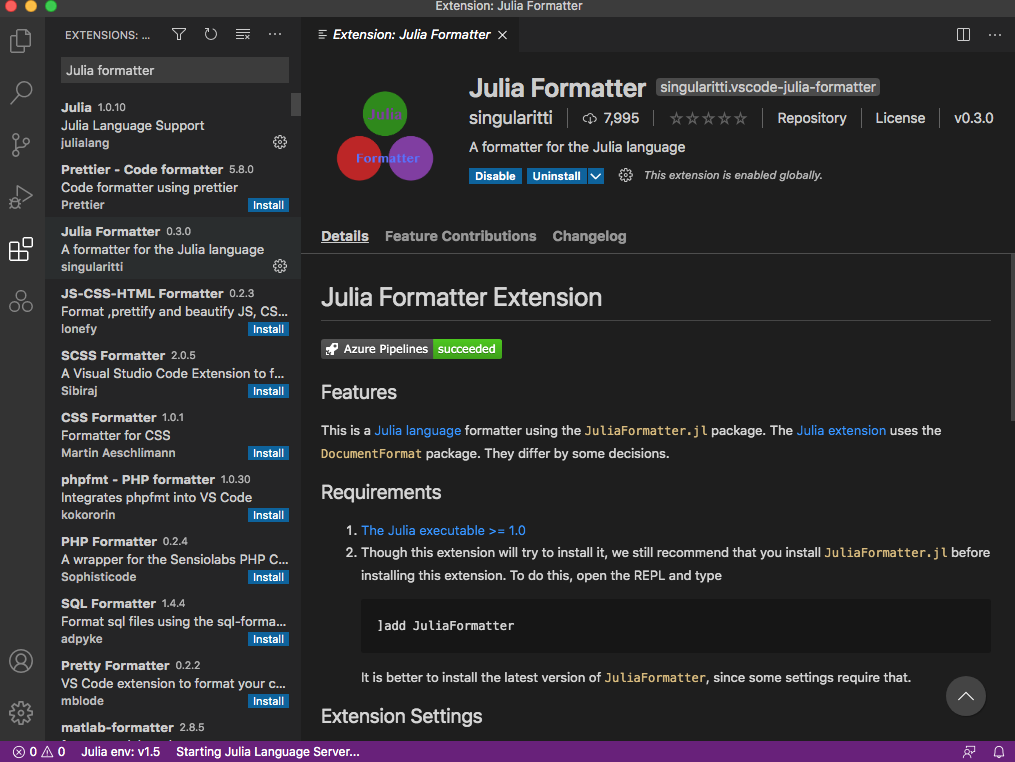 Extension: Julia Formatter
EXTENSIONS: ...
Julia formatter
Julia 1.0.10
Julia Language Support
julialang
Prettier - Code formatter 5.8.0
Code formatter using prettier
Prettier
Install
Julia Formatter 0.3.0
A formatter for the Julia language
singularitti
JS-CSS-HTML Formatter 0.2.3
Format ,prettify and beautify JS, CS...
lonefy
Install
SCSS Formatter 2.0.5
A Visual Studio Code Extension to f...
Sibiraj
Install
CSS Formatter 1.0.1
Formatter for CSS
Martin Aeschlimann
Install
phpfmt - PHP formatter 1.0.30
Integrates phpfmt into VS Code
kokororin
Install
PHP Formatter 0.2.4
A wrapper for the Sensiolabs PHP C...
Sophisticode
Install
SQL Formatter 1.4.4
Format sql files using the sql-forma...
adpyke
Install
Pretty Formatter 0.2.2
VS Code extension to format your c...
mblode
Install
matlab-formatter 2.8.5
Extension: Julia Formatter
Julia
Formatter
Julia Formatter singularitti.vscode-julia-formatter
singularitti 7,995 Repository License v0.3.0
A formatter for the Julia language
Disable Uninstall This extension is enabled globally.
Details Feature Contributions Changelog
Julia Formatter Extension
Azure Pipelines succeeded
Features
This is a Julia language formatter using the JuliaFormatter.jl package. The Julia extension uses the
DocumentFormat package. They differ by some decisions.
Requirements
1. The Julia executable >= 1.0
2. Though this extension will try to install it, we still recommend that you install JuliaFormatter.jl before
installing this extension. To do this, open the REPL and type
]add JuliaFormatter
It is better to install the latest version of JuliaFormatter, since some settings require that.
Extension Settings
0 0 Julia env: v1.5 Starting Julia Language Server...